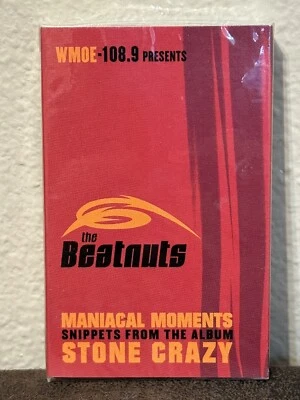 WMOE-108.9 PRESENTS
the
Beatnuts
MANIACAL MOMENTS
SNIPPETS FROM THE ALBUM
STONE CRAZY